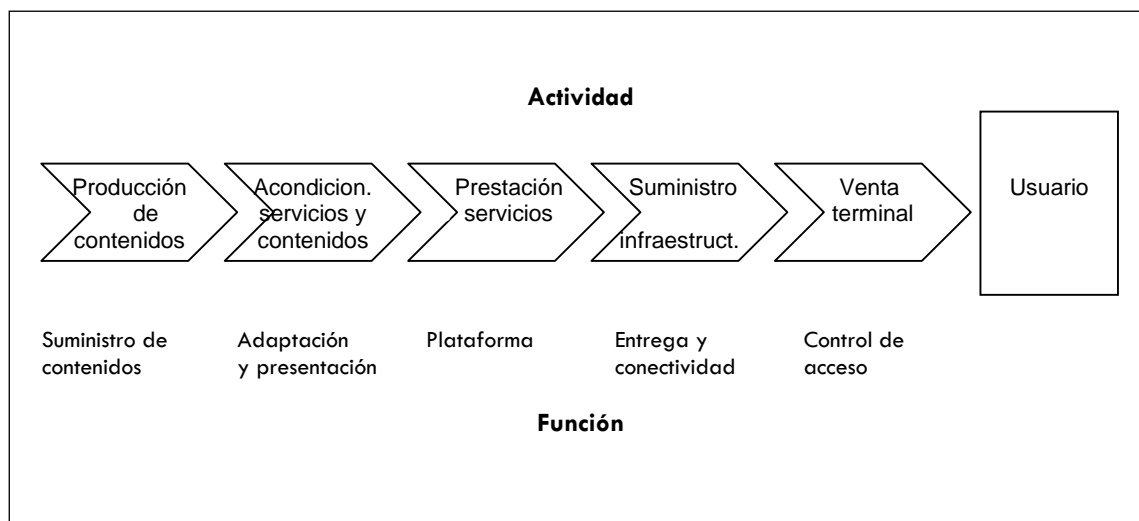 Actividad
Producción
de
contenidos
Acondicion.
servicios y
contenidos
Prestación
servicios
Suministro
infraestruct.
Venta
terminal
Usuario
Suministro de
contenidos
Adaptación
y presentación
Plataforma
Entrega y
conectividad
Control de
acceso
Función